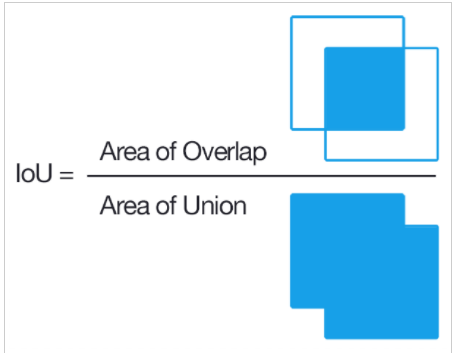 Area of Overlap
IoU =
Area of Union